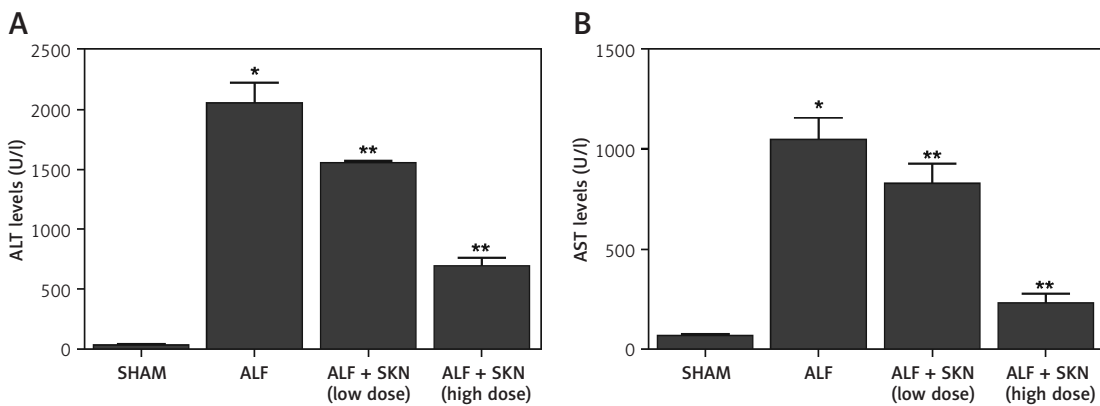 A
ALT levels (U/l)
2500
2000
1500
1000
500
0
*
**
**
SHAM
ALF
ALF + SKN
(low dose)
ALF + SKN
(high dose)
B
AST levels (U/l)
1500
1000
500
0
*
**
**
SHAM
ALF
ALF + SKN
(low dose)
ALF + SKN
(high dose)